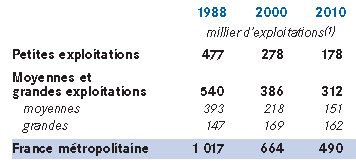 1988 2000 2010
millier d'exploitations(1)
Petites exploitations 477 278 178
Moyennes et
grandes exploitations 540 386 312
moyennes 393 218 151
grandes 147 169 162
France métropolitaine 1 017 664 490